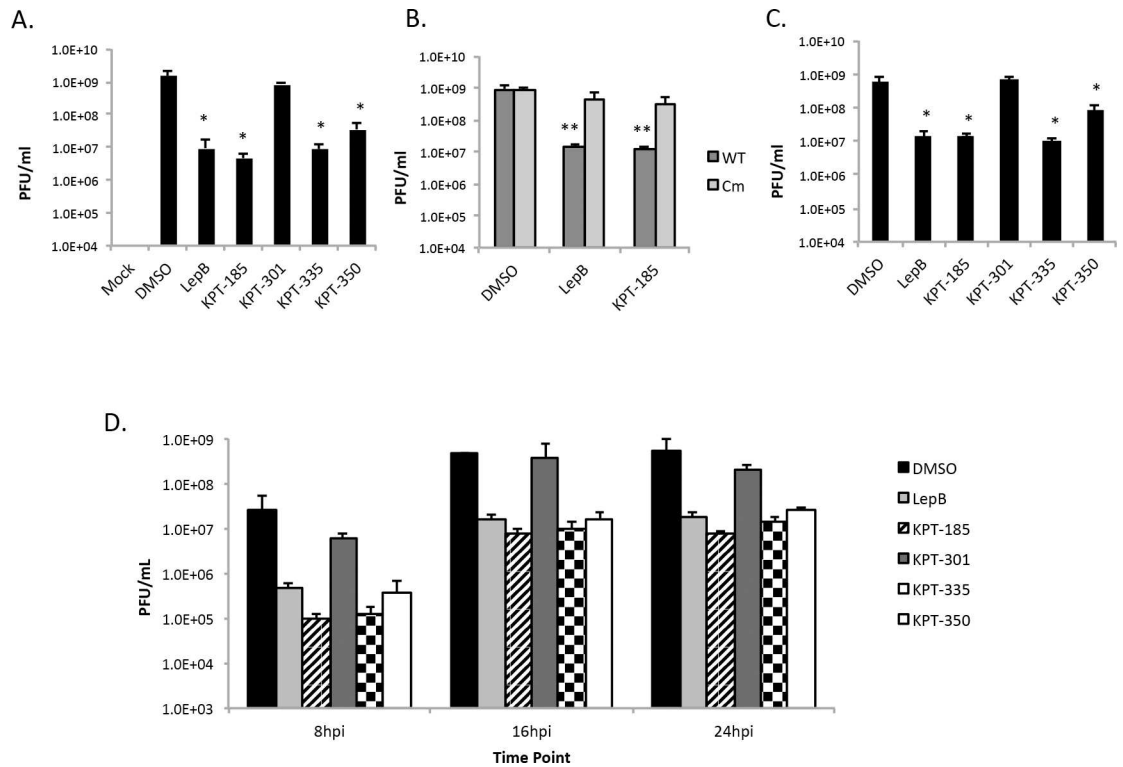 A.
1.0E+10
1.0E+09
1.0E+08
1.0E+07
1.0E+06
1.0E+05
1.0E+04
PFU/ml
* * * *
Mock DMSO LepB KPT-185 KPT-301 KPT-335 KPT-350
B.
1.0E+10
1.0E+09
1.0E+08
1.0E+07
1.0E+06
1.0E+05
1.0E+04
PFU/ml
** **
DMSO LepB KPT-185
WT
Cm
C.
1.0E+10
1.0E+09
1.0E+08
1.0E+07
1.0E+06
1.0E+05
1.0E+04
PFU/ml
* * * *
DMSO LepB KPT-185 KPT-301 KPT-335 KPT-350
D.
1.0E+09
1.0E+08
1.0E+07
1.0E+06
1.0E+05
1.0E+04
1.0E+03
PFU/mL
8hpi 16hpi 24hpi
Time Point
DMSO
LepB
KPT-185
KPT-301
KPT-335
KPT-350